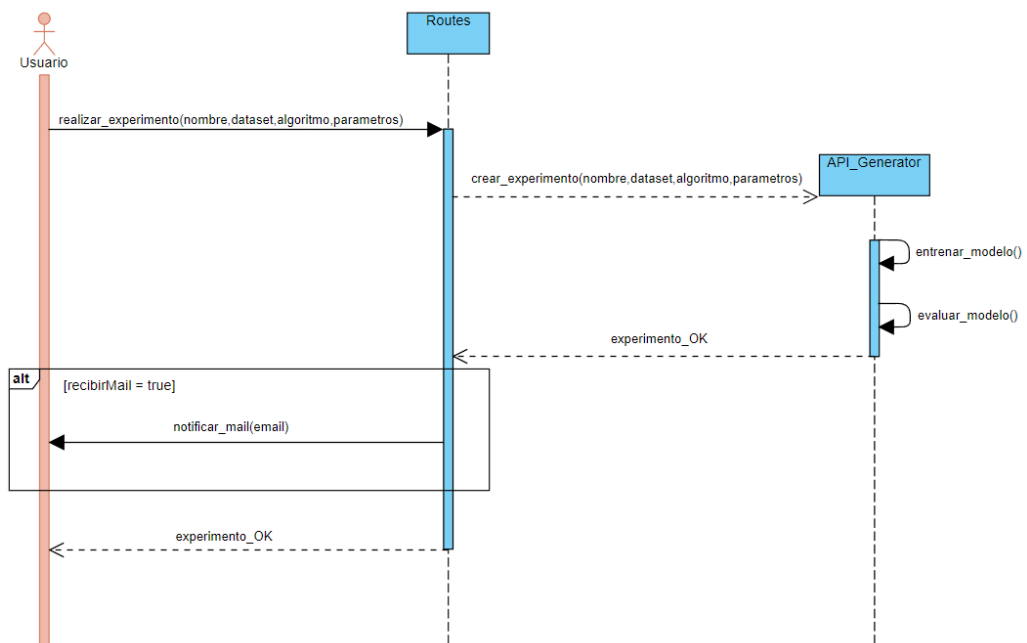 Routes
Usuario
realizar_experimento(nombre,dataset,algoritmo,parametros)
API_Generator
crear_experimento(nombre,dataset,algoritmo,parametros)
entrenar_modelo()
evaluar_modelo()
experimento_OK
alt
[recibirMail = true]
notificar_mail(email)
experimento_OK